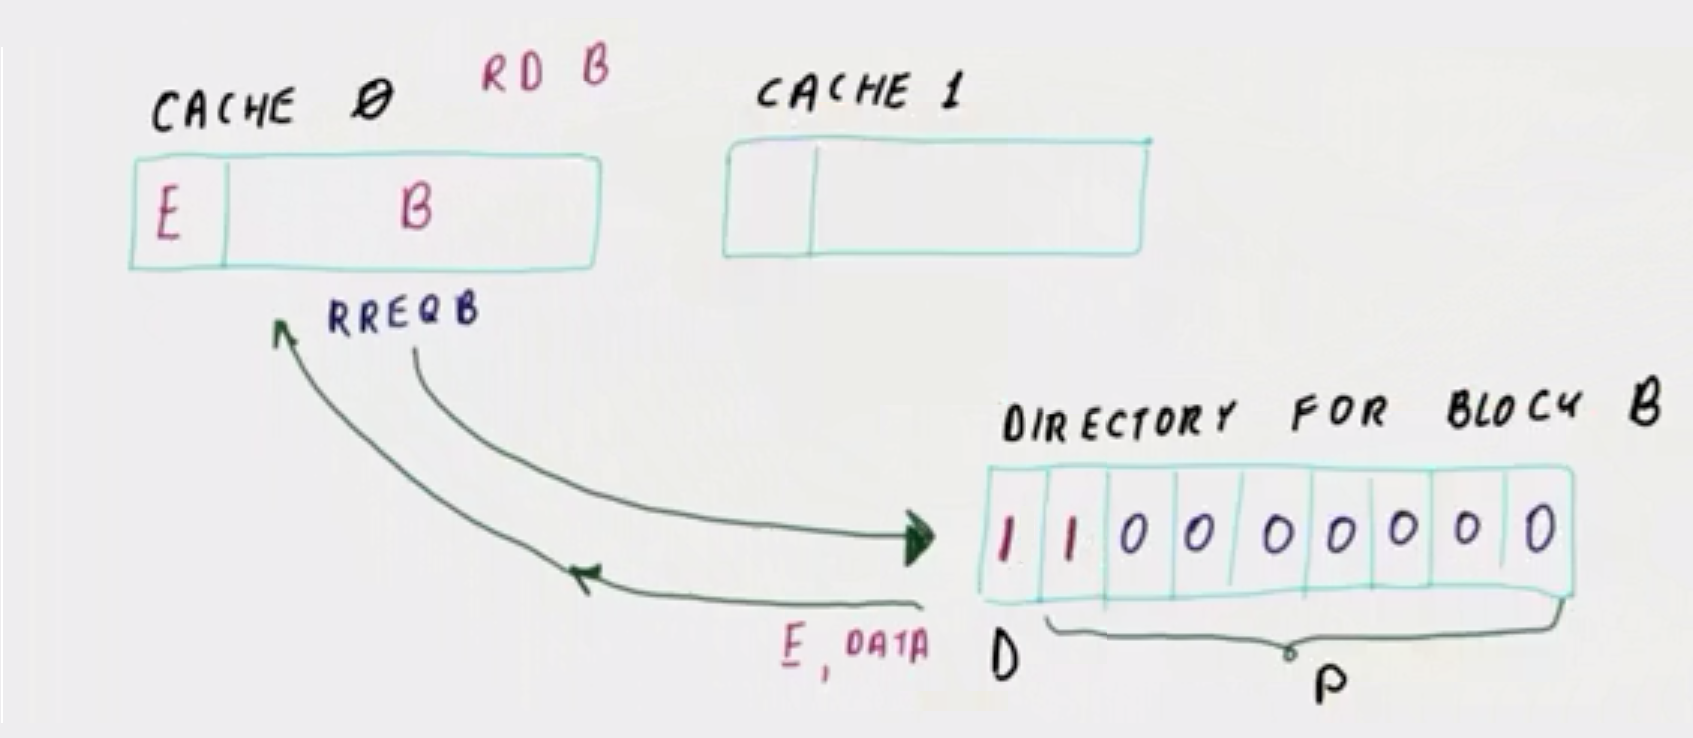 RD B
CACHE 0
CACHE 1
E B
RREQ B
DIRECTORY FOR BLOCK B
1 1 0 0 0 0 0 0 0
E, DATA
D
P